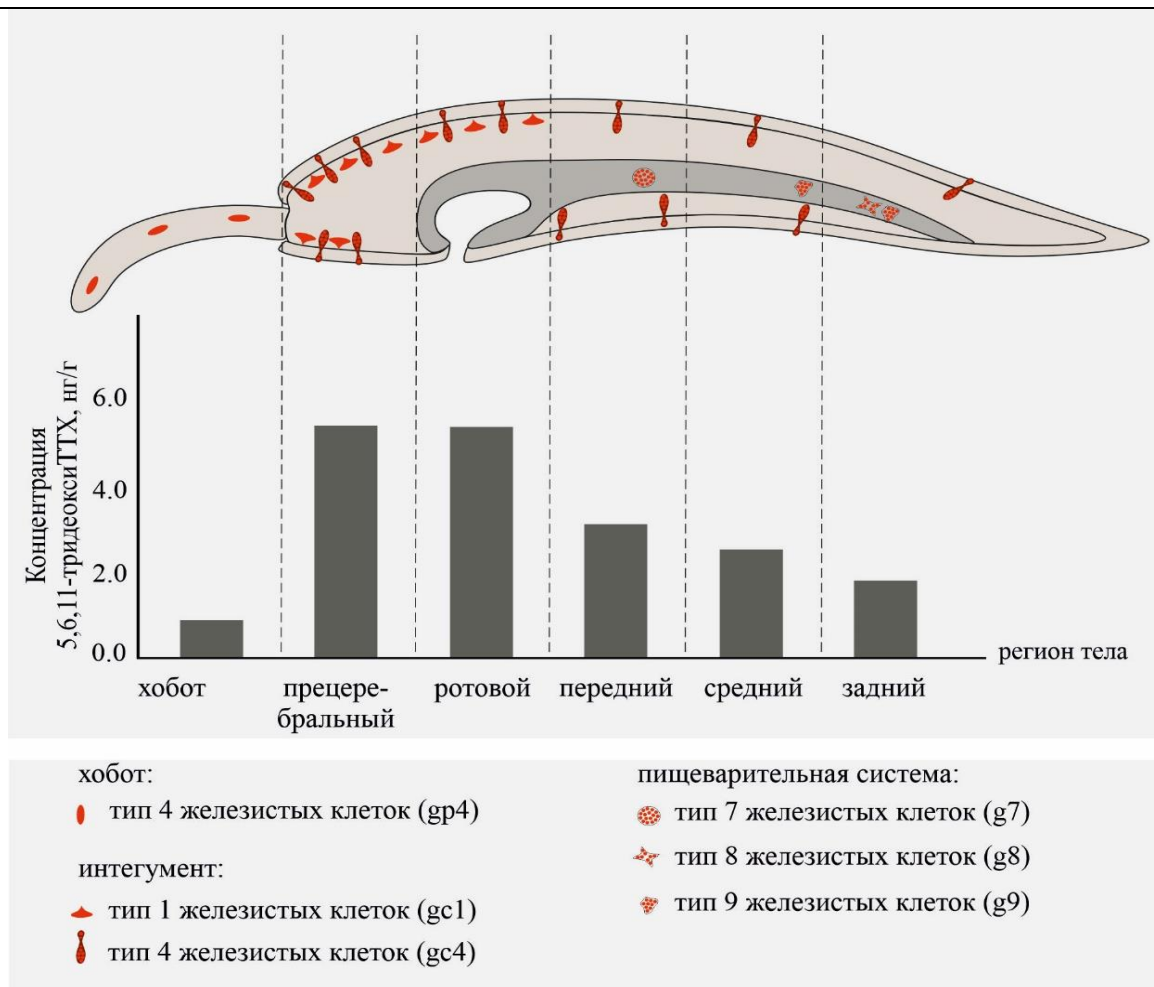 Концентрация
5,6,11-тридеоксиТТХ, нг/г
6.0
4.0
2.0
0.0
регион тела
хобот
прецере-
бральный
ротовой
передний
средний
задний
хобот:
тип 4 железистых клеток (gp4)
интегумент:
тип 1 железистых клеток (gc1)
тип 4 железистых клеток (gc4)
пищеварительная система:
тип 7 железистых клеток (g7)
тип 8 железистых клеток (g8)
тип 9 железистых клеток (g9)